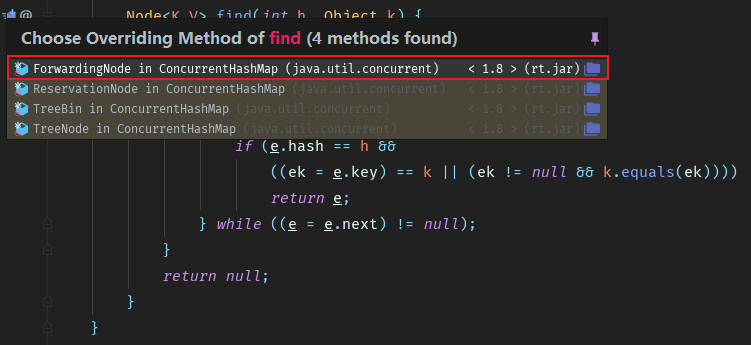 @ Node<K,V> find(int h, Object k) {
Choose Overriding Method of find (4 methods found)
ForwardingNode in ConcurrentHashMap (java.util.concurrent) < 1.8 > (rt.jar)
ReservationNode in ConcurrentHashMap (java.util.concurrent) < 1.8 > (rt.jar)
TreeBin in ConcurrentHashMap (java.util.concurrent) < 1.8 > (rt.jar)
TreeNode in ConcurrentHashMap (java.util.concurrent) < 1.8 > (rt.jar)
if (e.hash == h &&
((ek = e.key) == k || (ek != null && k.equals(ek))))
return e;
} while ((e = e.next) != null);
}
return null;
}
}